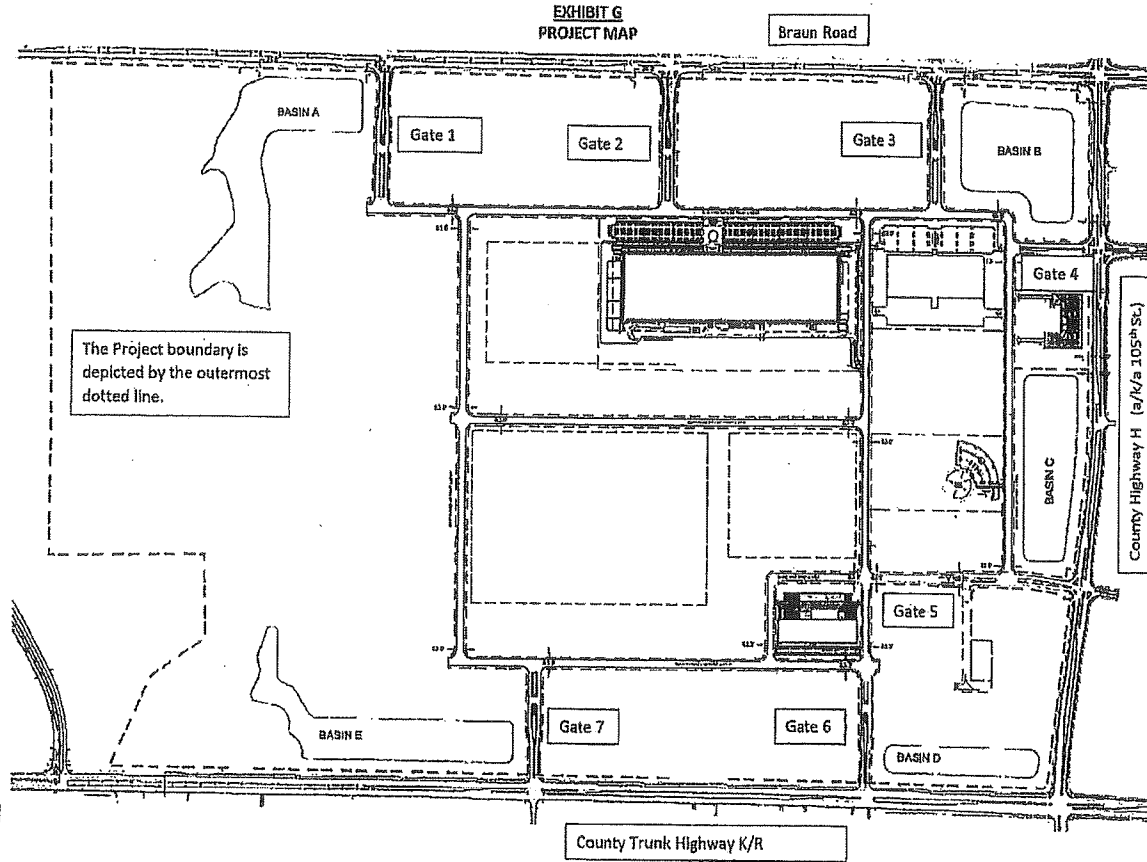 EXHIBIT G
PROJECT MAP
Braun Road
BASIN A
Gate 1
Gate 2
Gate 3
BASIN B
Gate 4
County Highway H (a/k/a 105th St.)
The Project boundary is
depicted by the outermost
dotted line.
BASIN C
Gate 5
BASIN E
Gate 7
Gate 6
BASIN D
County Trunk Highway K/R